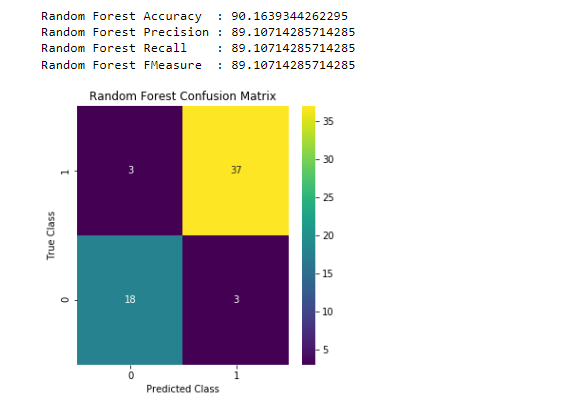 Random Forest Accuracy : 90.1639344262295
Random Forest Precision : 89.10714285714285
Random Forest Recall : 89.10714285714285
Random Forest FMeasure : 89.10714285714285
Random Forest Confusion Matrix
35
30
25
20
15
10
5
True Class
1
0
3 37
18 3
0 1
Predicted Class